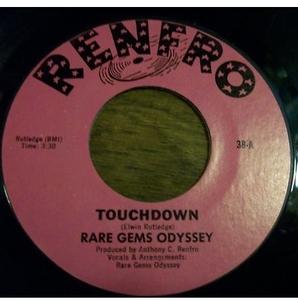 RENFRO
Rutledge (BMI)
Time: 3:30
38-A
TOUCHDOWN
(Elwin Rutledge)
RARE GEMS ODYSSEY
Produced by Anthony C. Renfro
Vocals & Arrangements:
Rare Gems Odyssey